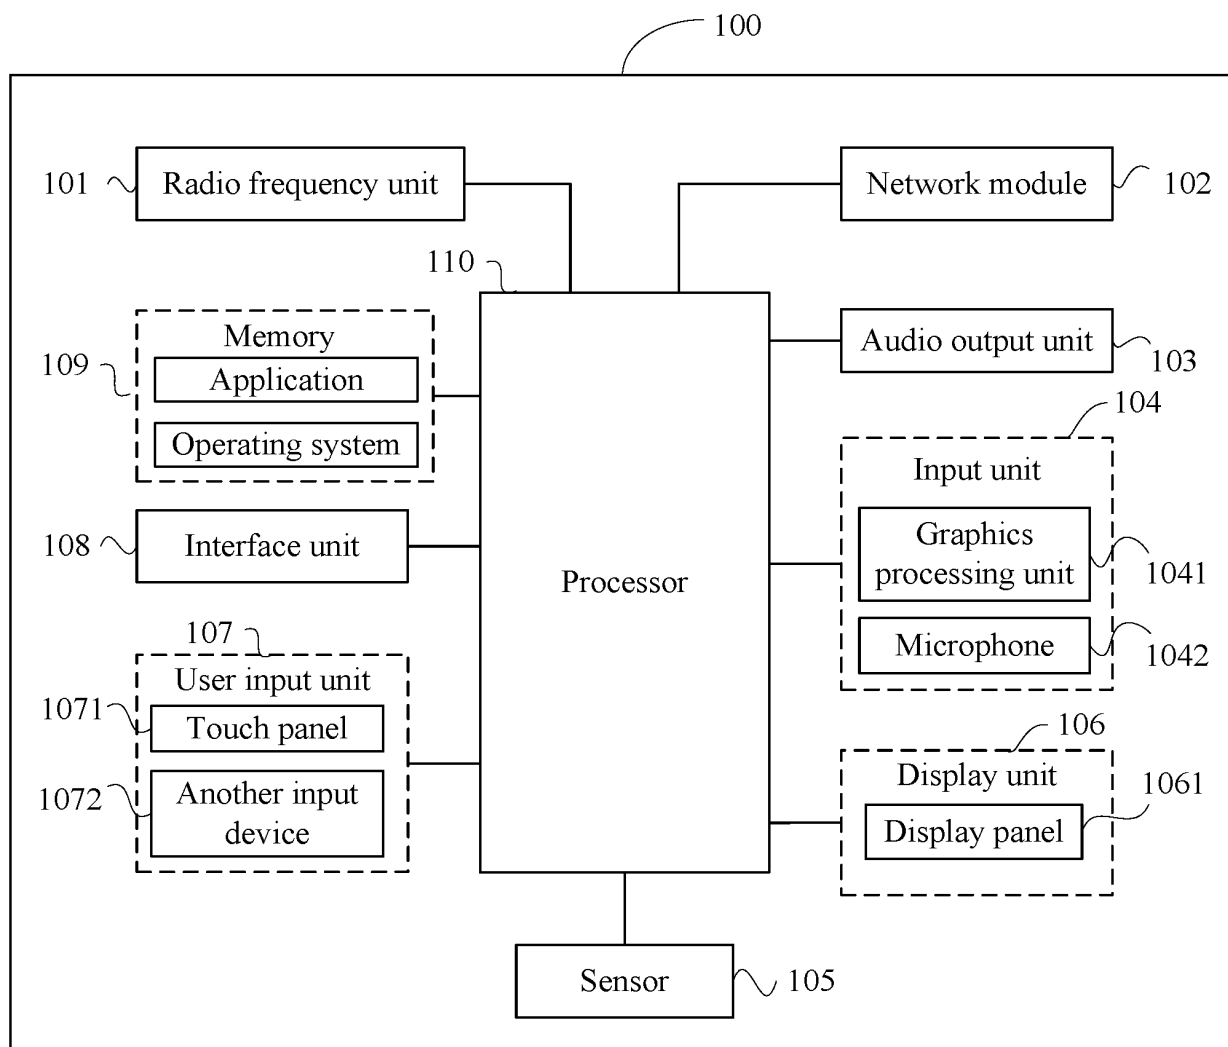 100
101
Radio frequency unit
Network module
102
110
Memory
109
Application
Operating system
Audio output unit
103
104
Input unit
Graphics
processing unit
1041
Microphone
1042
108
Interface unit
Processor
107
User input unit
1071
Touch panel
1072
Another input
device
106
Display unit
1061
Display panel
Sensor
105